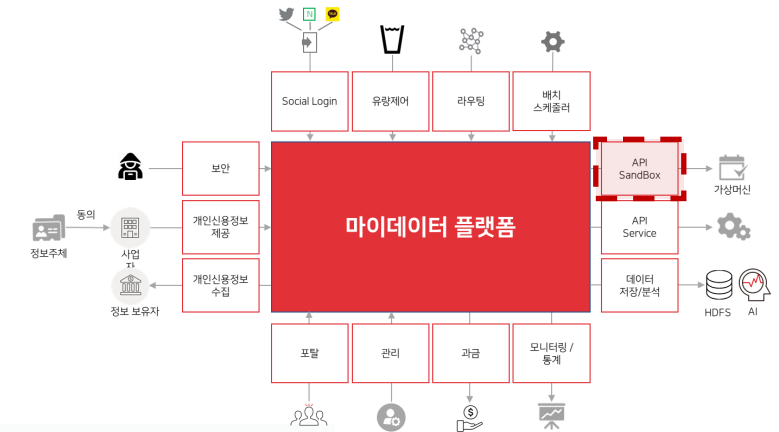 N
Social Login
유량제어
라우팅
배치
스케줄러
보안
API
SandBox
가상머신
동의
정보주체
사업
자
개인신용정보
제공
마이데이터 플랫폼
API
Service
개인신용정보
수집
정보 보유자
데이터
저장/분석
HDFS
AI
포탈
관리
과금
모니터링 /
통계
$